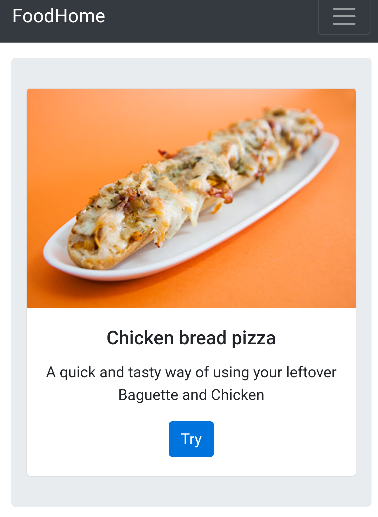 FoodHome
Chicken bread pizza
A quick and tasty way of using your leftover
Baguette and Chicken
Try